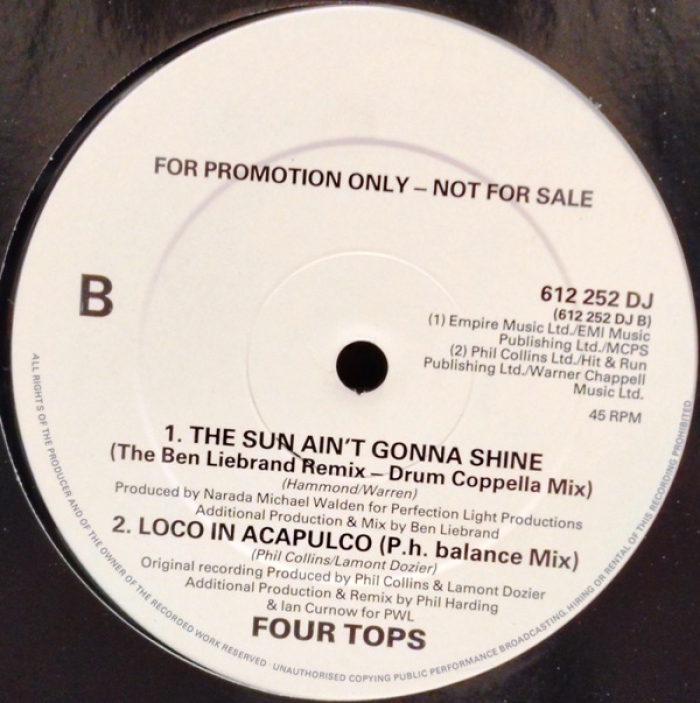 FOR PROMOTION ONLY – NOT FOR SALE
B
612 252 DJ
(612 252 DJ B)
(1) Empire Music Ltd./EMI Music
Publishing Ltd./MCPS
(2) Phil Collins Ltd./Hit & Run
Publishing Ltd./Warner Chappell
Music Ltd.
45 RPM
1. THE SUN AIN'T GONNA SHINE
(The Ben Liebrand Remix – Drum Coppella Mix)
(Hammond/Warren)
Produced by Narada Michael Walden for Perfection Light Productions
Additional Production & Mix by Ben Liebrand
2. LOCO IN ACAPULCO (P.h. balance Mix)
(Phil Collins/Lamont Dozier)
Original recording Produced by Phil Collins & Lamont Dozier
Additional Production & Remix by Phil Harding
& Ian Curnow for PWL
FOUR TOPS
ALL RIGHTS OF THE PRODUCER AND OF THE OWNER OF THE RECORDED WORK RESERVED · UNAUTHORISED COPYING PUBLIC PERFORMANCE BROADCASTING, HIRING OR RENTAL OF THIS RECORDING PROHIBITED